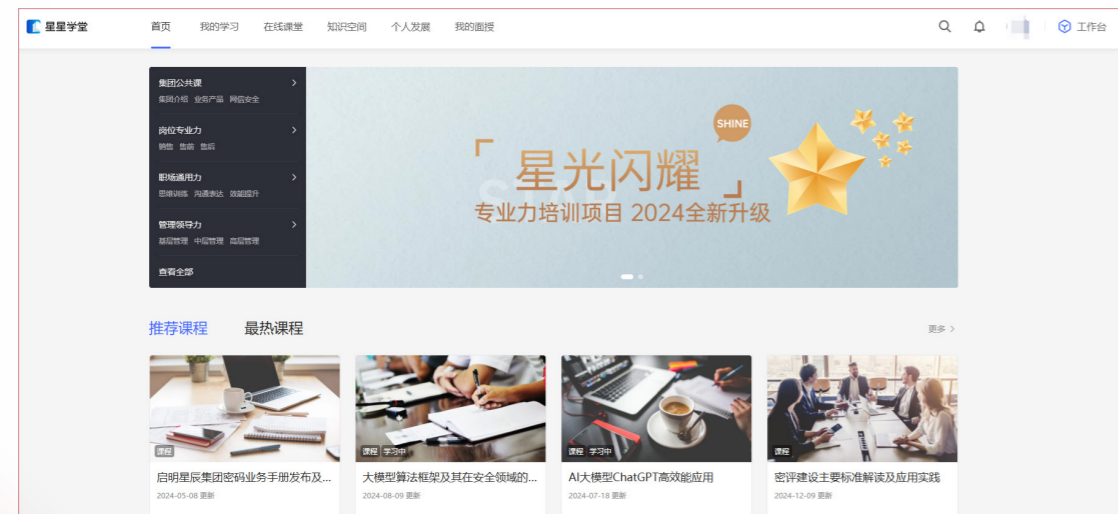 星星学堂
首页 我的学习 在线课堂 知识空间 个人发展 我的面授
工作台
集团公共课
集团介绍 业务产品 网信安全
岗位专业力
销售 售前 售后
职场通用力
思维训练 沟通表达 效能提升
管理领导力
基层管理 中层管理 高层管理
查看全部
SHINE
「星光闪耀」
专业力培训项目 2024全新升级
推荐课程 最热课程
更多
课程
课程 学习中
课程 学习中
课程
启明星辰集团密码业务手册发布及...
2024-05-08 更新
大模型算法框架及其在安全领域的...
2024-08-09 更新
AI大模型ChatGPT高效能应用
2024-07-18 更新
密评建设主要标准解读及应用实践
2024-12-09 更新